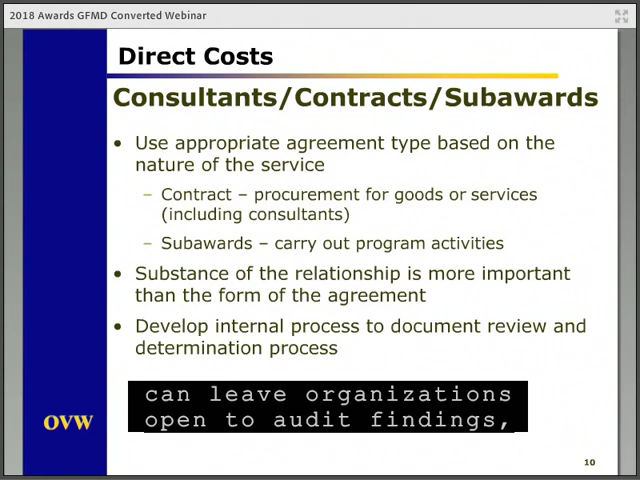 2018 Awards GFMD Converted Webinar
Direct Costs
Consultants/Contracts/Subawards
• Use appropriate agreement type based on the
nature of the service
– Contract – procurement for goods or services
(including consultants)
– Subawards – carry out program activities
• Substance of the relationship is more important
than the form of the agreement
• Develop internal process to document review and
determination process
can leave organizations
open to audit findings,
OVW
10